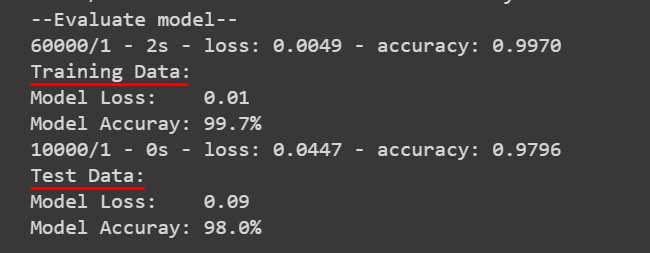 --Evaluate model--
60000/1 - 2s - loss: 0.0049 - accuracy: 0.9970
Training Data:
Model Loss:    0.01
Model Accuray: 99.7%
10000/1 - 0s - loss: 0.0447 - accuracy: 0.9796
Test Data:
Model Loss:    0.09
Model Accuray: 98.0%